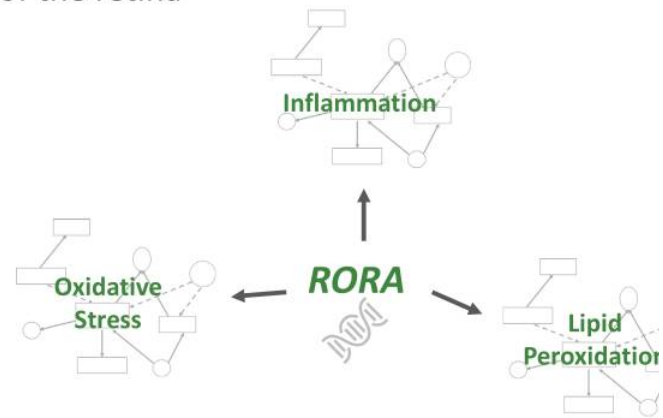 Inflammation
RORA
Oxidative
Stress
Lipid
Peroxidation